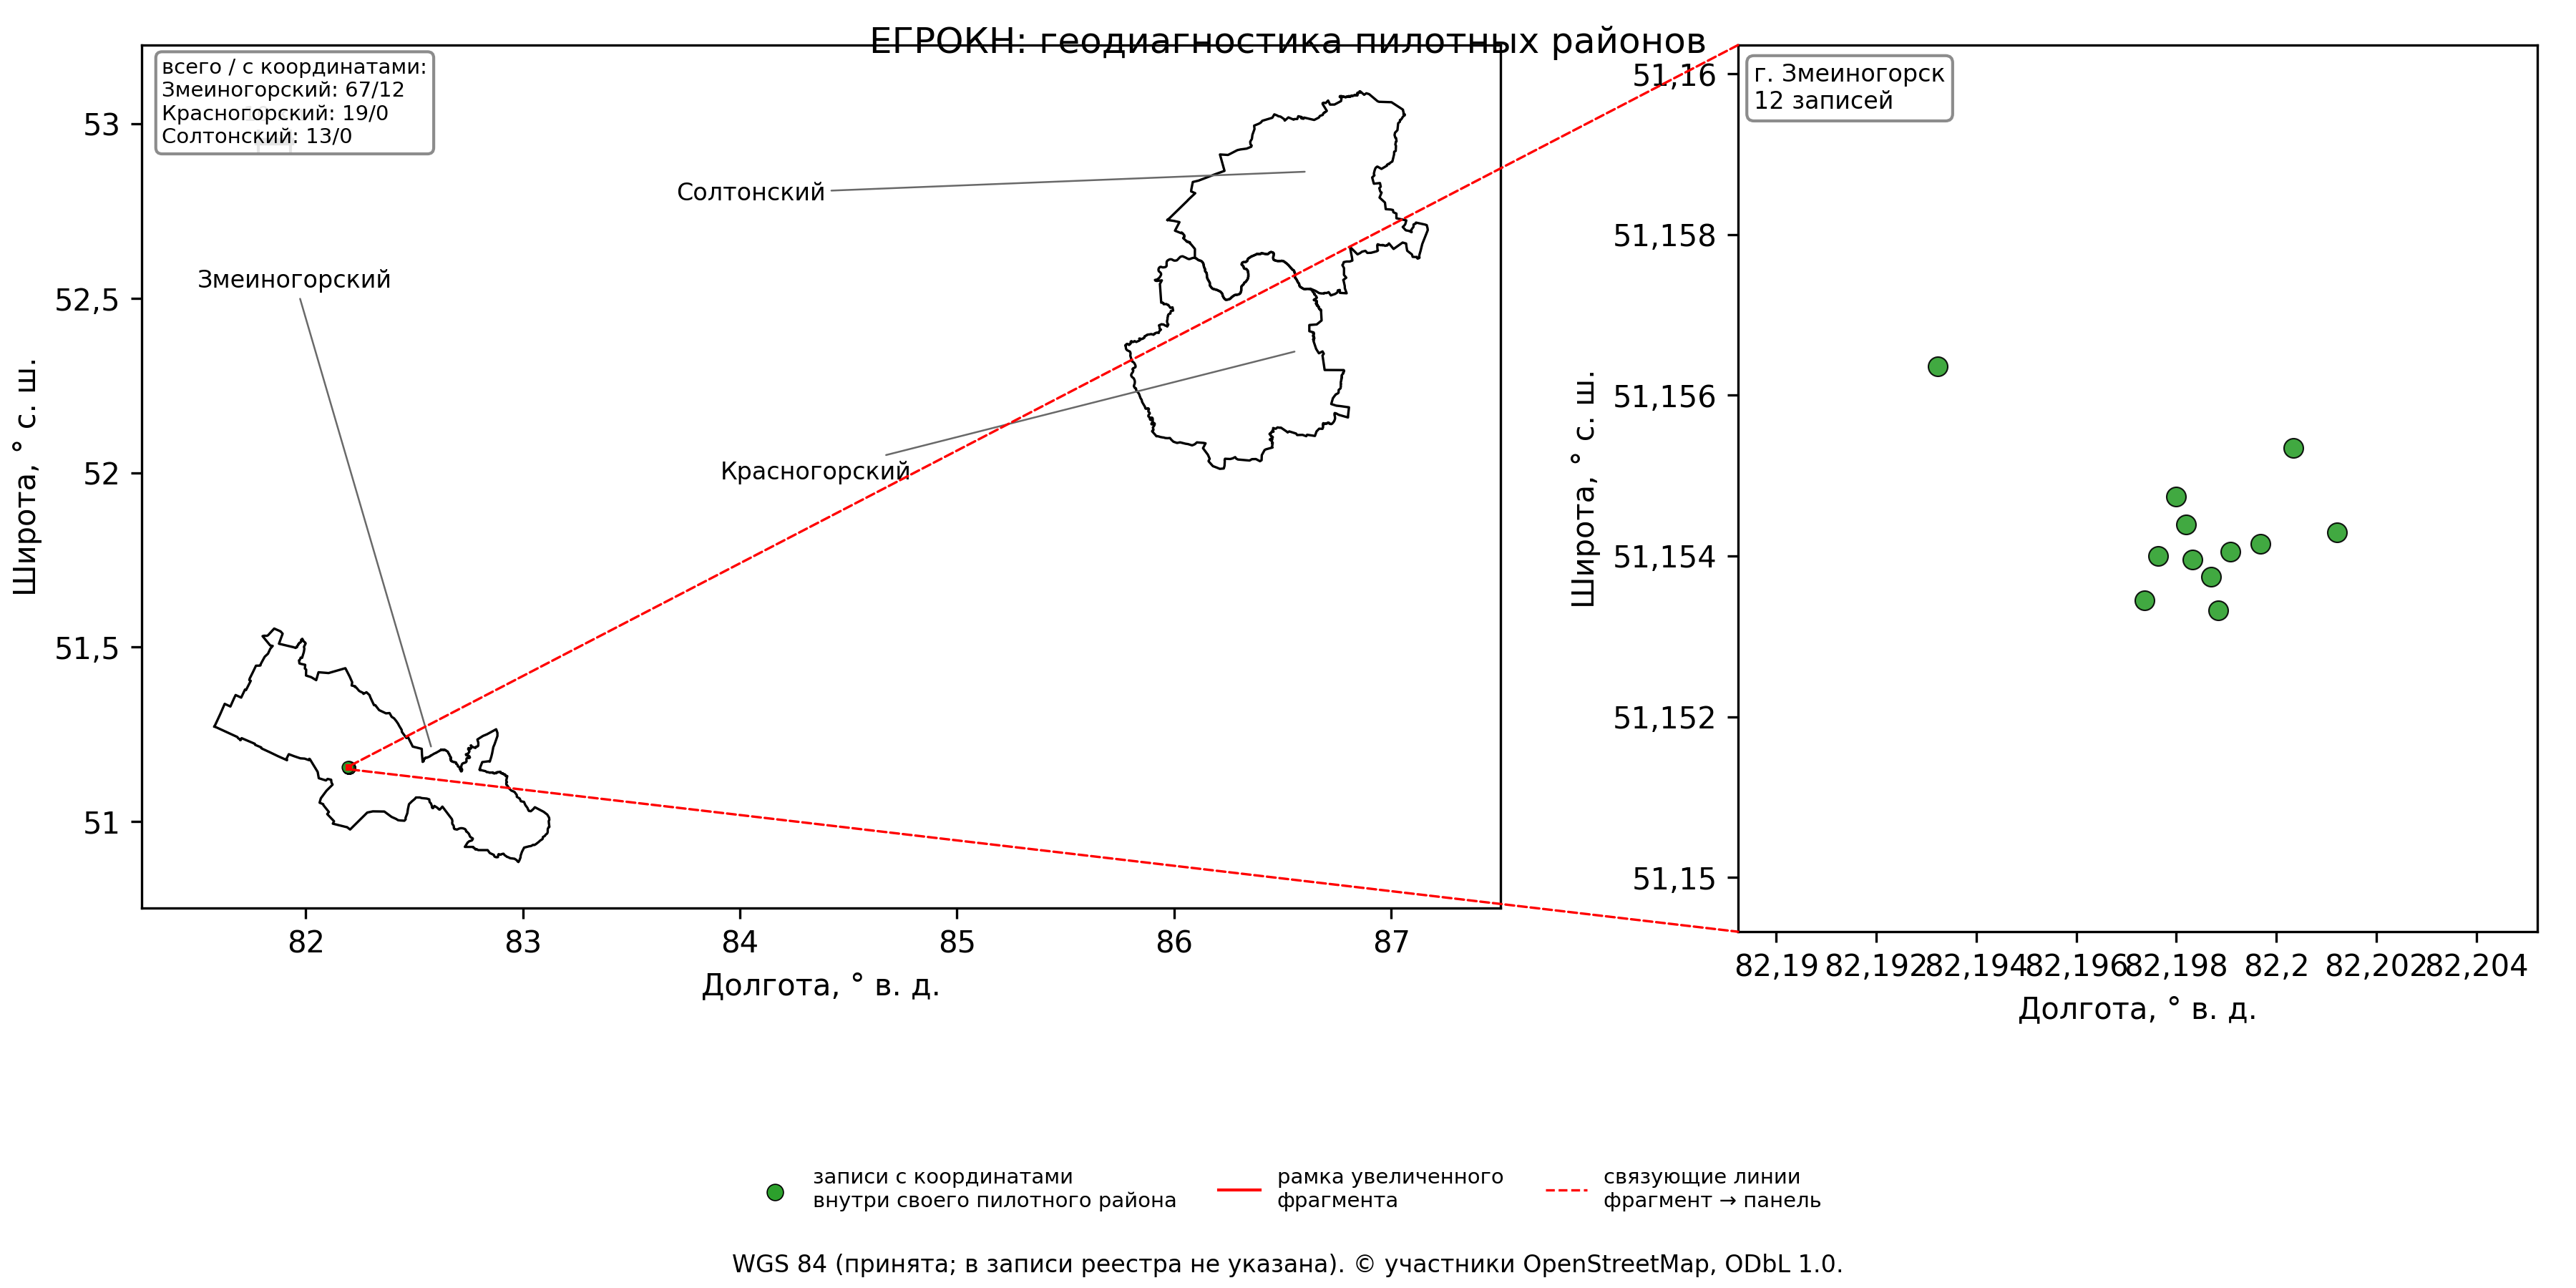 ЕГРОКН: геодиагностика пилотных районов
всего / с координатами:
Змеиногорский: 67/12
Красногорский: 19/0
Солтонский: 13/0
Солтонский
Змеиногорский
Красногорский
Широта, ° с. ш.
53
52,5
52
51,5
51
82
83
84
85
86
87
Долгота, ° в. д.
г. Змеиногорск
12 записей
Широта, ° с. ш.
51,16
51,158
51,156
51,154
51,152
51,15
82,19
82,192
82,194
82,196
82,198
82,2
82,202
82,204
Долгота, ° в. д.
записи с координатами
внутри своего пилотного района
рамка увеличенного
фрагмента
связующие линии
фрагмент → панель
WGS 84 (принята; в записи реестра не указана). © участники OpenStreetMap, ODbL 1.0.